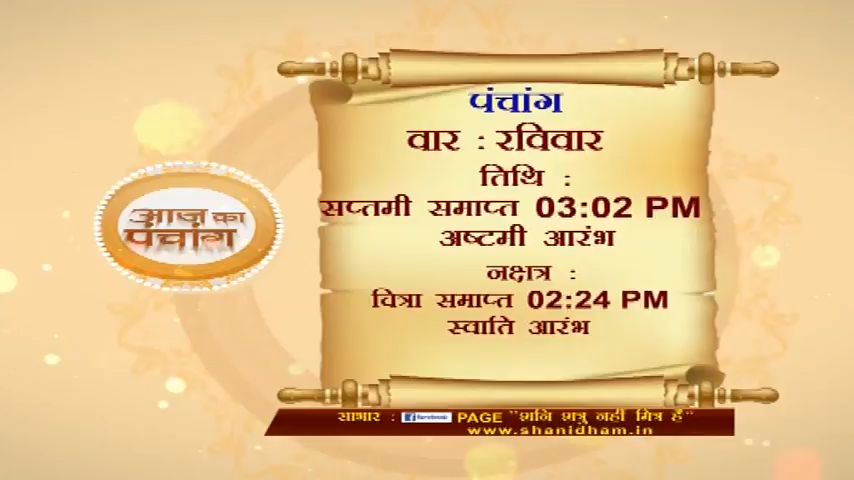 आज का
पंचांग
पंचांग
वार : रविवार
तिथि :
सप्तमी समाप्त 03:02 PM
अष्टमी आरंभ
नक्षत्र :
चित्रा समाप्त 02:24 PM
स्वाति आरंभ
साभार : facebook PAGE "शनि शत्रु नहीं मित्र हैं"
www.shanidham.in